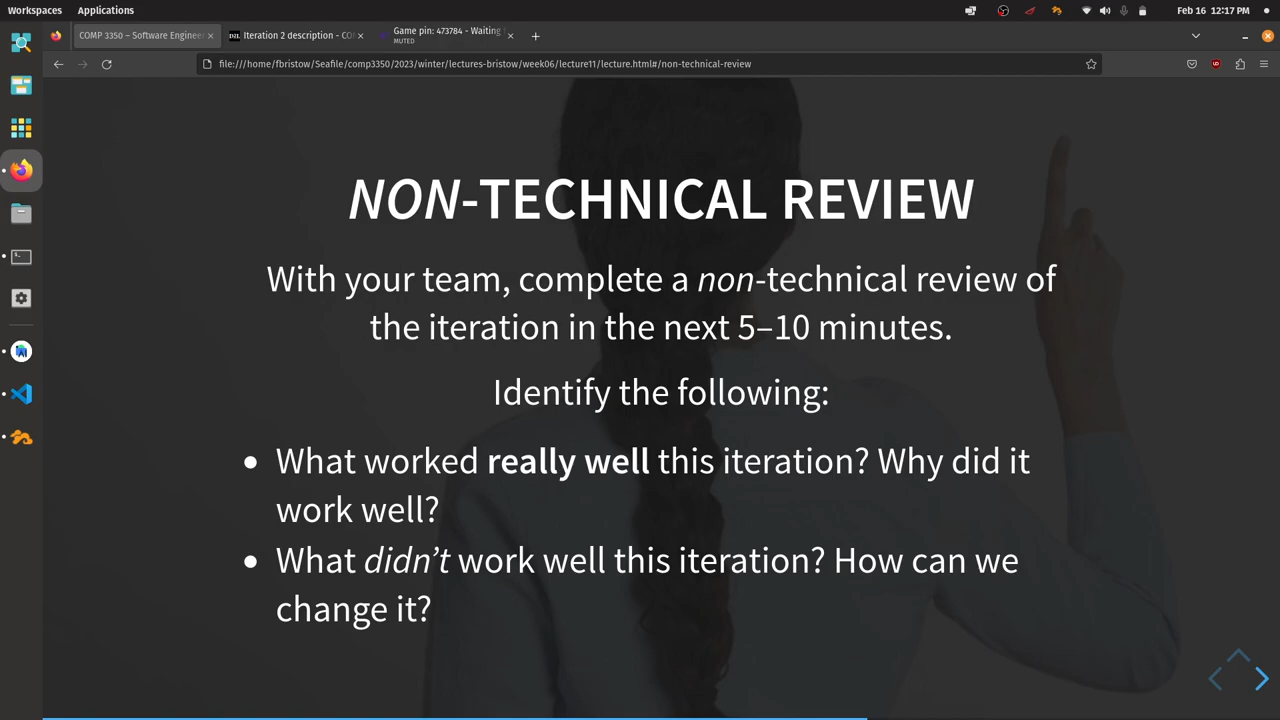 Workspaces Applications Feb 16 12:17 PM
COMP 3350 – Software Enginee
D2L Iteration 2 description - CO
Game pin: 473784 - Waiting
MUTED
file:///home/fbristow/Seafile/comp3350/2023/winter/lectures-bristow/week06/lecture11/lecture.html#/non-technical-review
NON-TECHNICAL REVIEW
With your team, complete a non-technical review of
the iteration in the next 5–10 minutes.
Identify the following:
• What worked really well this iteration? Why did it
work well?
• What didn’t work well this iteration? How can we
change it?